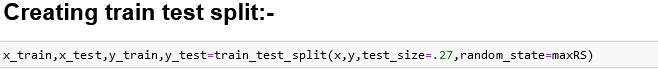 Creating train test split:-
x_train,x_test,y_train,y_test=train_test_split(x,y,test_size=.27,random_state=maxRS)